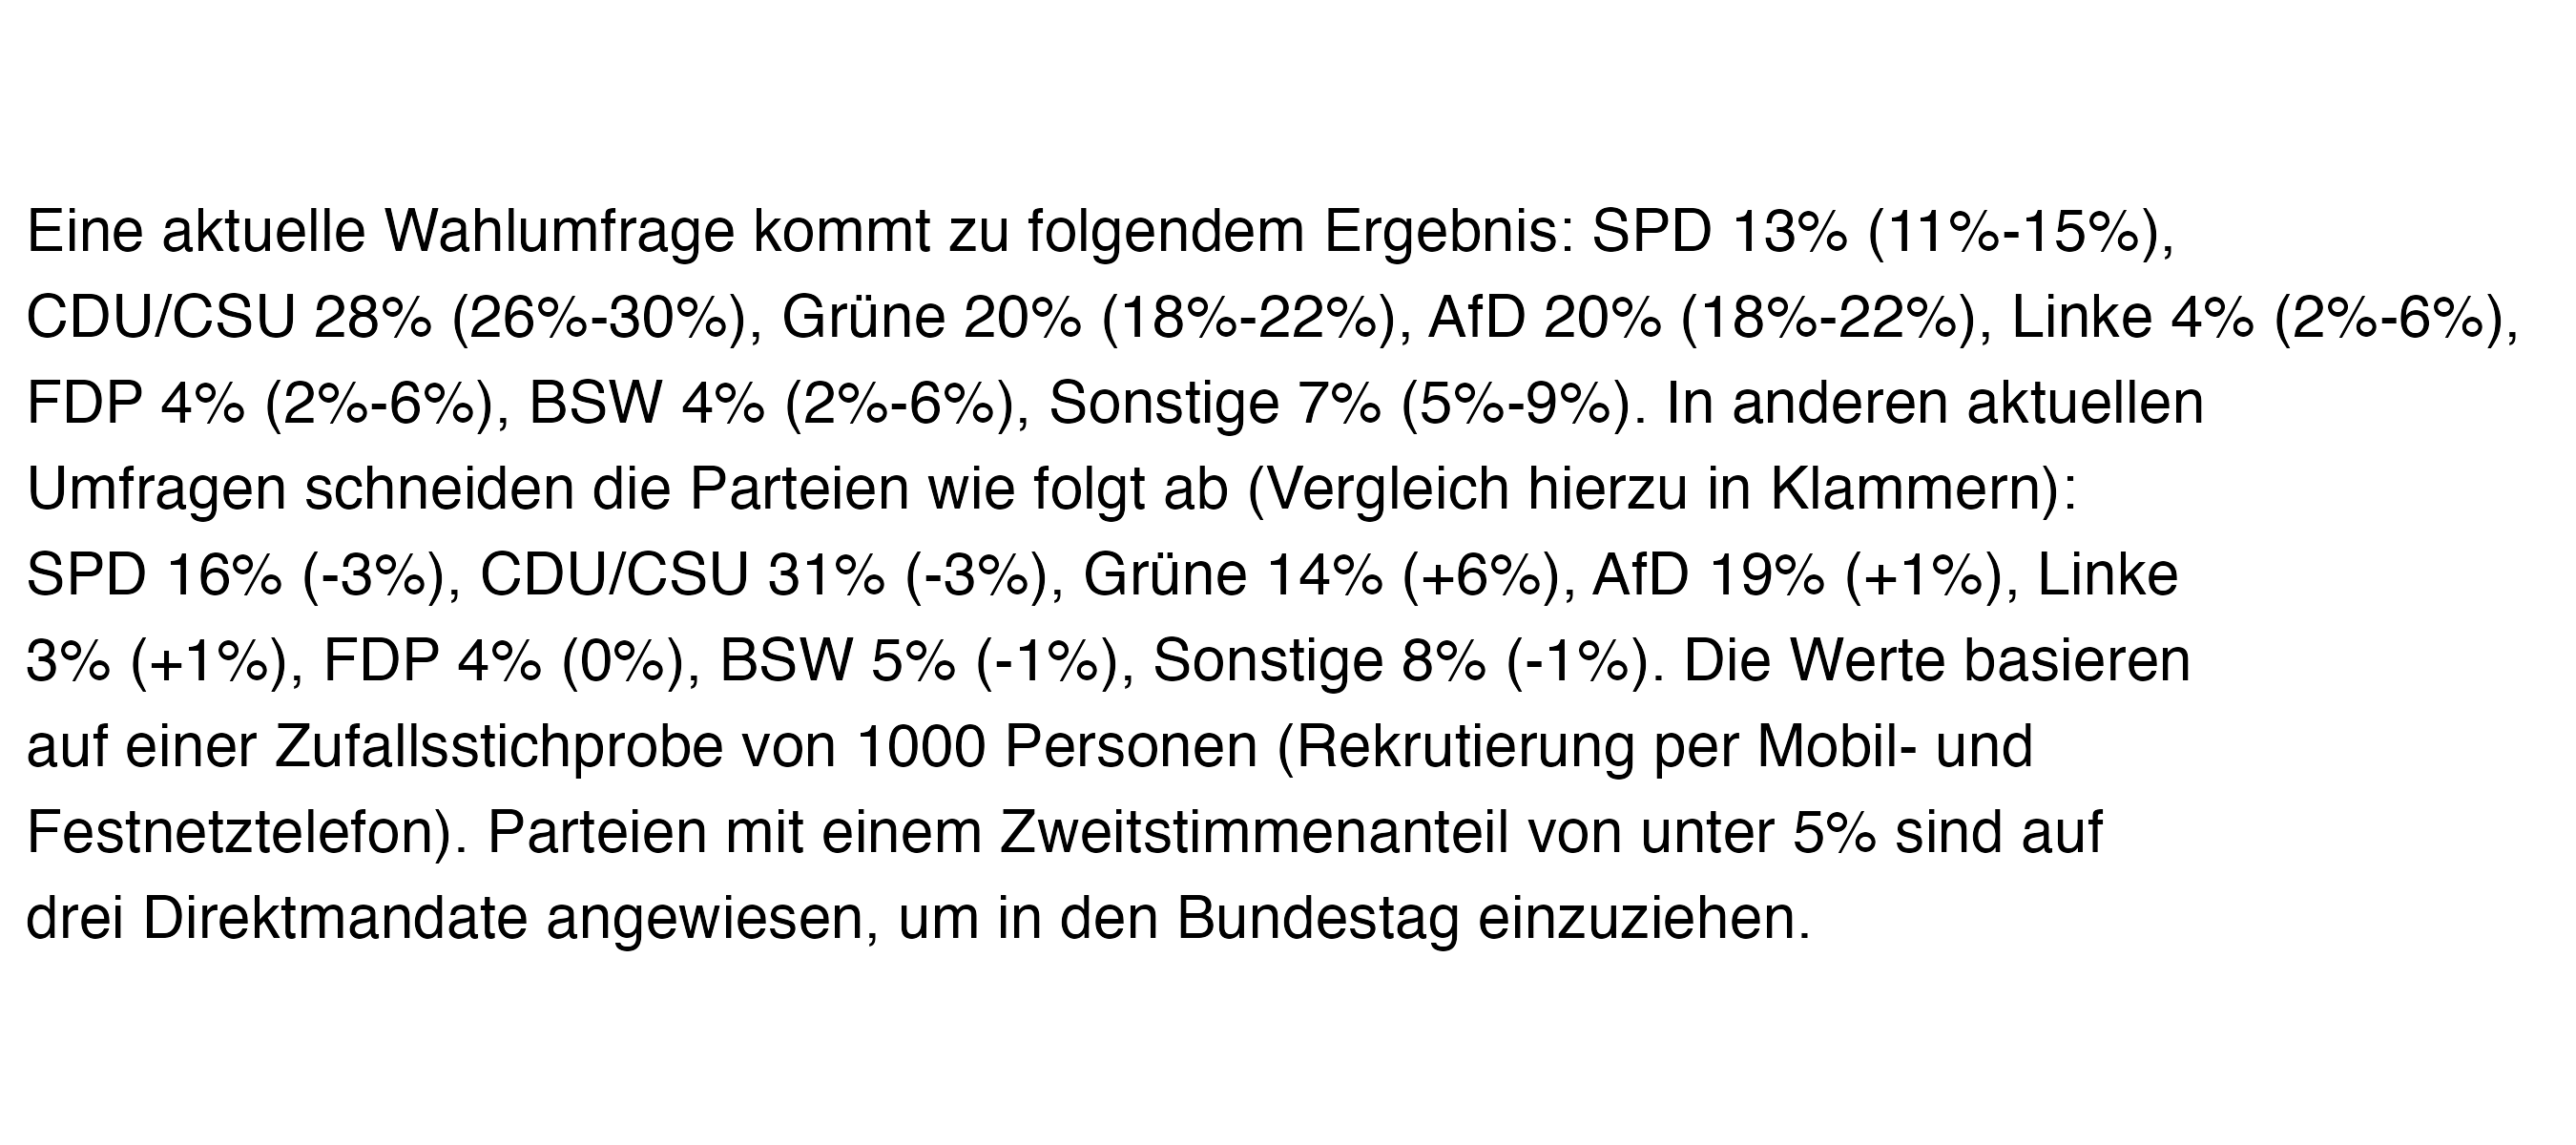 Eine aktuelle Wahlumfrage kommt zu folgendem Ergebnis: SPD 13% (11%-15%),
CDU/CSU 28% (26%-30%), Grüne 20% (18%-22%), AfD 20% (18%-22%), Linke 4% (2%-6%),
FDP 4% (2%-6%), BSW 4% (2%-6%), Sonstige 7% (5%-9%). In anderen aktuellen
Umfragen schneiden die Parteien wie folgt ab (Vergleich hierzu in Klammern):
SPD 16% (-3%), CDU/CSU 31% (-3%), Grüne 14% (+6%), AfD 19% (+1%), Linke
3% (+1%), FDP 4% (0%), BSW 5% (-1%), Sonstige 8% (-1%). Die Werte basieren
auf einer Zufallsstichprobe von 1000 Personen (Rekrutierung per Mobil- und
Festnetztelefon). Parteien mit einem Zweitstimmenanteil von unter 5% sind auf
drei Direktmandate angewiesen, um in den Bundestag einzuziehen.